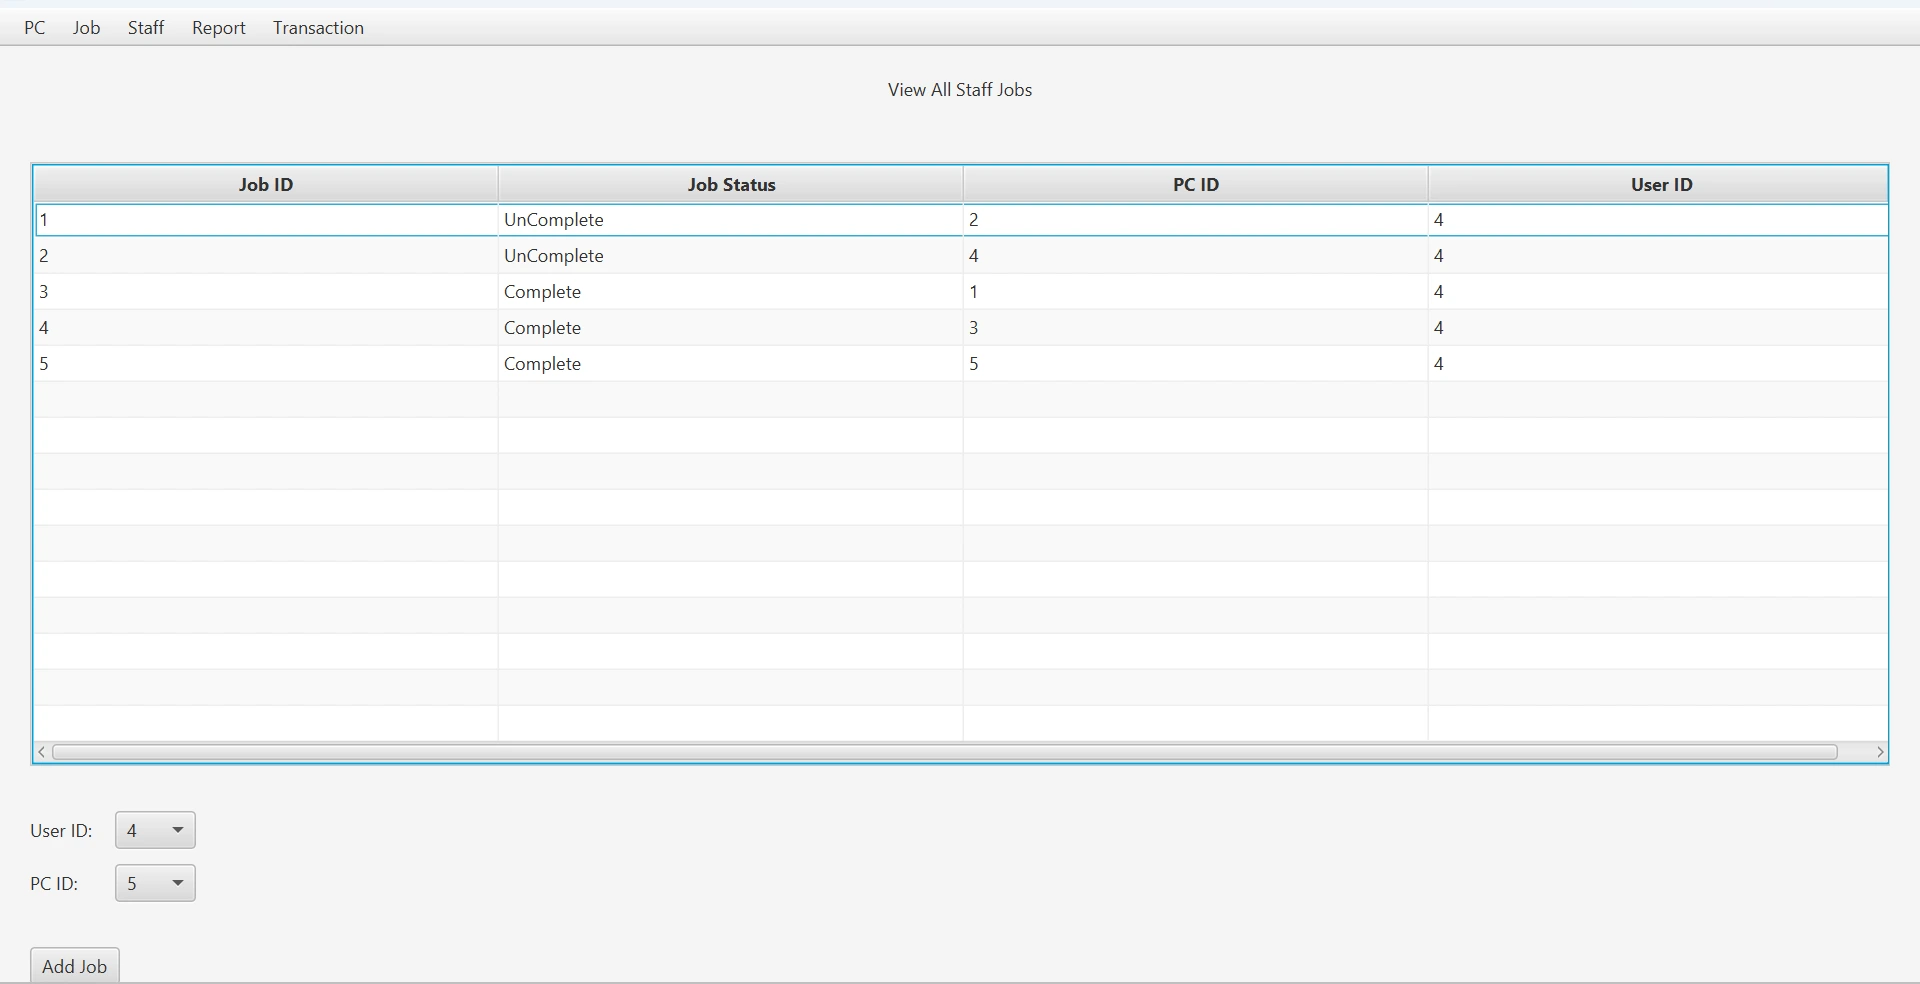 PC Job Staff Report Transaction
View All Staff Jobs
Job ID Job Status PC ID User ID
1 UnComplete 2 4
2 UnComplete 4 4
3 Complete 1 4
4 Complete 3 4
5 Complete 5 4
User ID: 4
PC ID: 5
Add Job